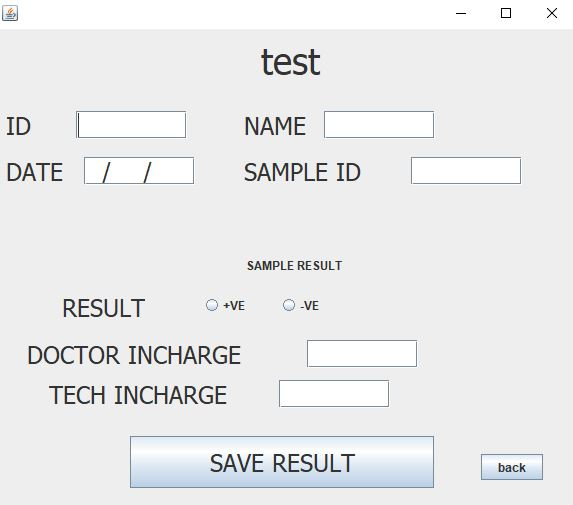 test
ID NAME
DATE / / SAMPLE ID
SAMPLE RESULT
RESULT +VE -VE
DOCTOR INCHARGE
TECH INCHARGE
SAVE RESULT back